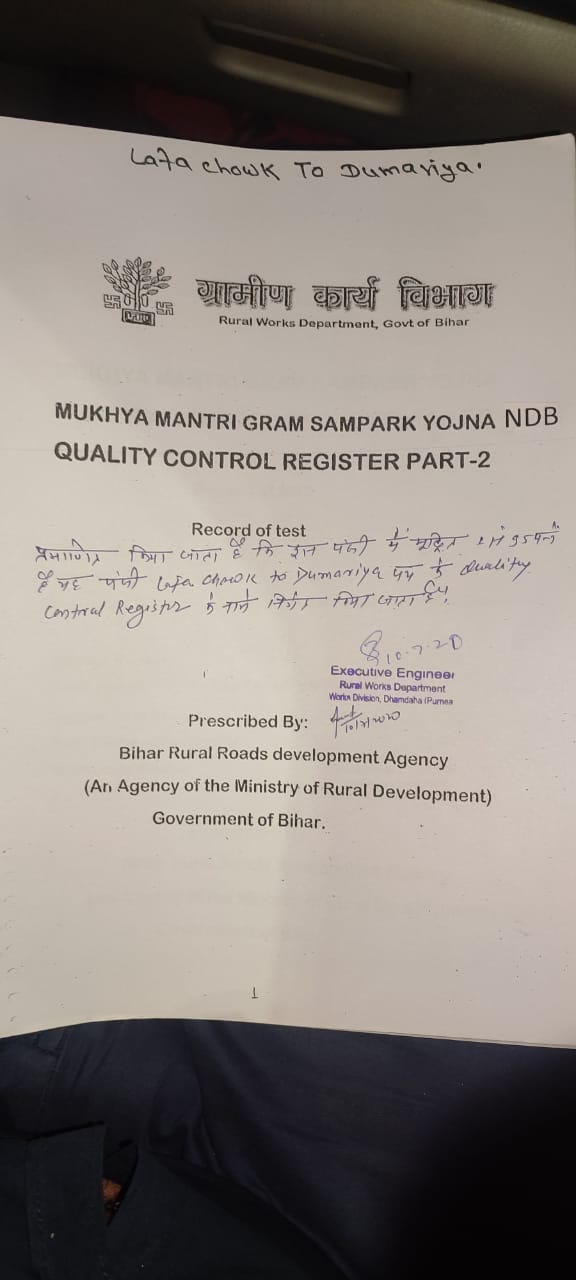 Lafa chowk To Dumariya.
ग्रामीण कार्य विभाग
Rural Works Department, Govt of Bihar
MUKHYA MANTRI GRAM SAMPARK YOJNA NDB
QUALITY CONTROL REGISTER PART-2
Record of test
प्रमाणित किया जाता है कि इस पंजी में मुद्रित
है यह पंजी Lafa chowk to Dumariya पथ के Quality
Control Register के नाम निर्गत किया जाता है।
10.7.20
Executive Engineer
Rural Works Department
Works Division, Dhamdaha (Purnea
10/7/2020
Prescribed By:
Bihar Rural Roads development Agency
(An Agency of the Ministry of Rural Development)
Government of Bihar.
1